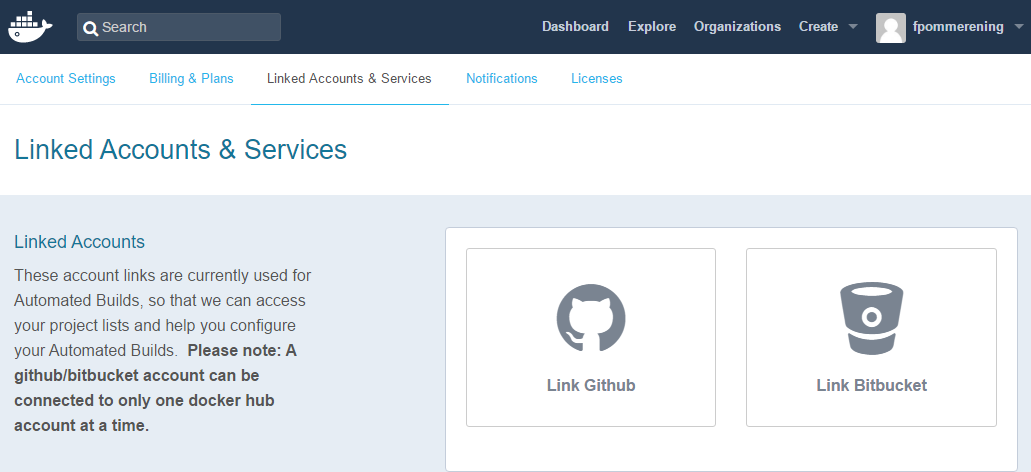 Search
Dashboard Explore Organizations Create fpommerening
Account Settings Billing & Plans Linked Accounts & Services Notifications Licenses
Linked Accounts & Services
Linked Accounts
These account links are currently used for
Automated Builds, so that we can access
your project lists and help you configure
your Automated Builds. Please note: A
github/bitbucket account can be
connected to only one docker hub
account at a time.
Link Github
Link Bitbucket